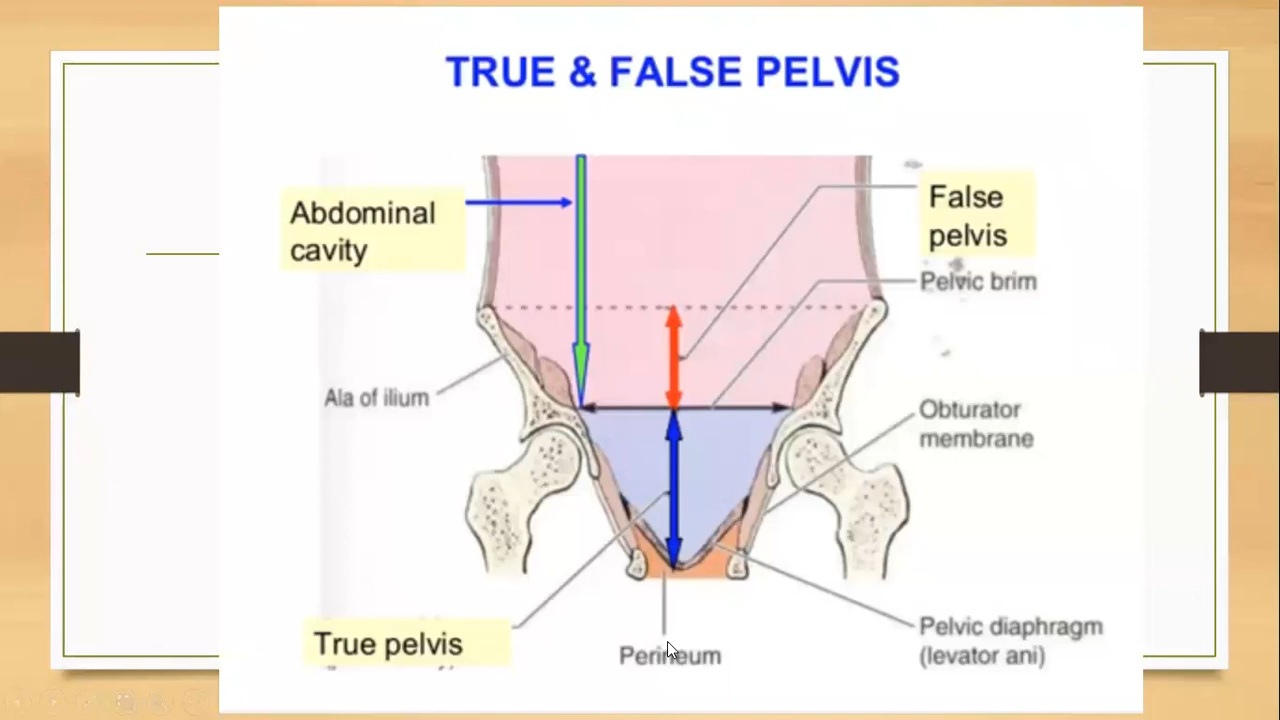 TRUE & FALSE PELVIS
Abdominal
cavity
False
pelvis
Pelvic brim
Ala of ilium
Obturator
membrane
True pelvis
Perineum
Pelvic diaphragm
(levator ani)